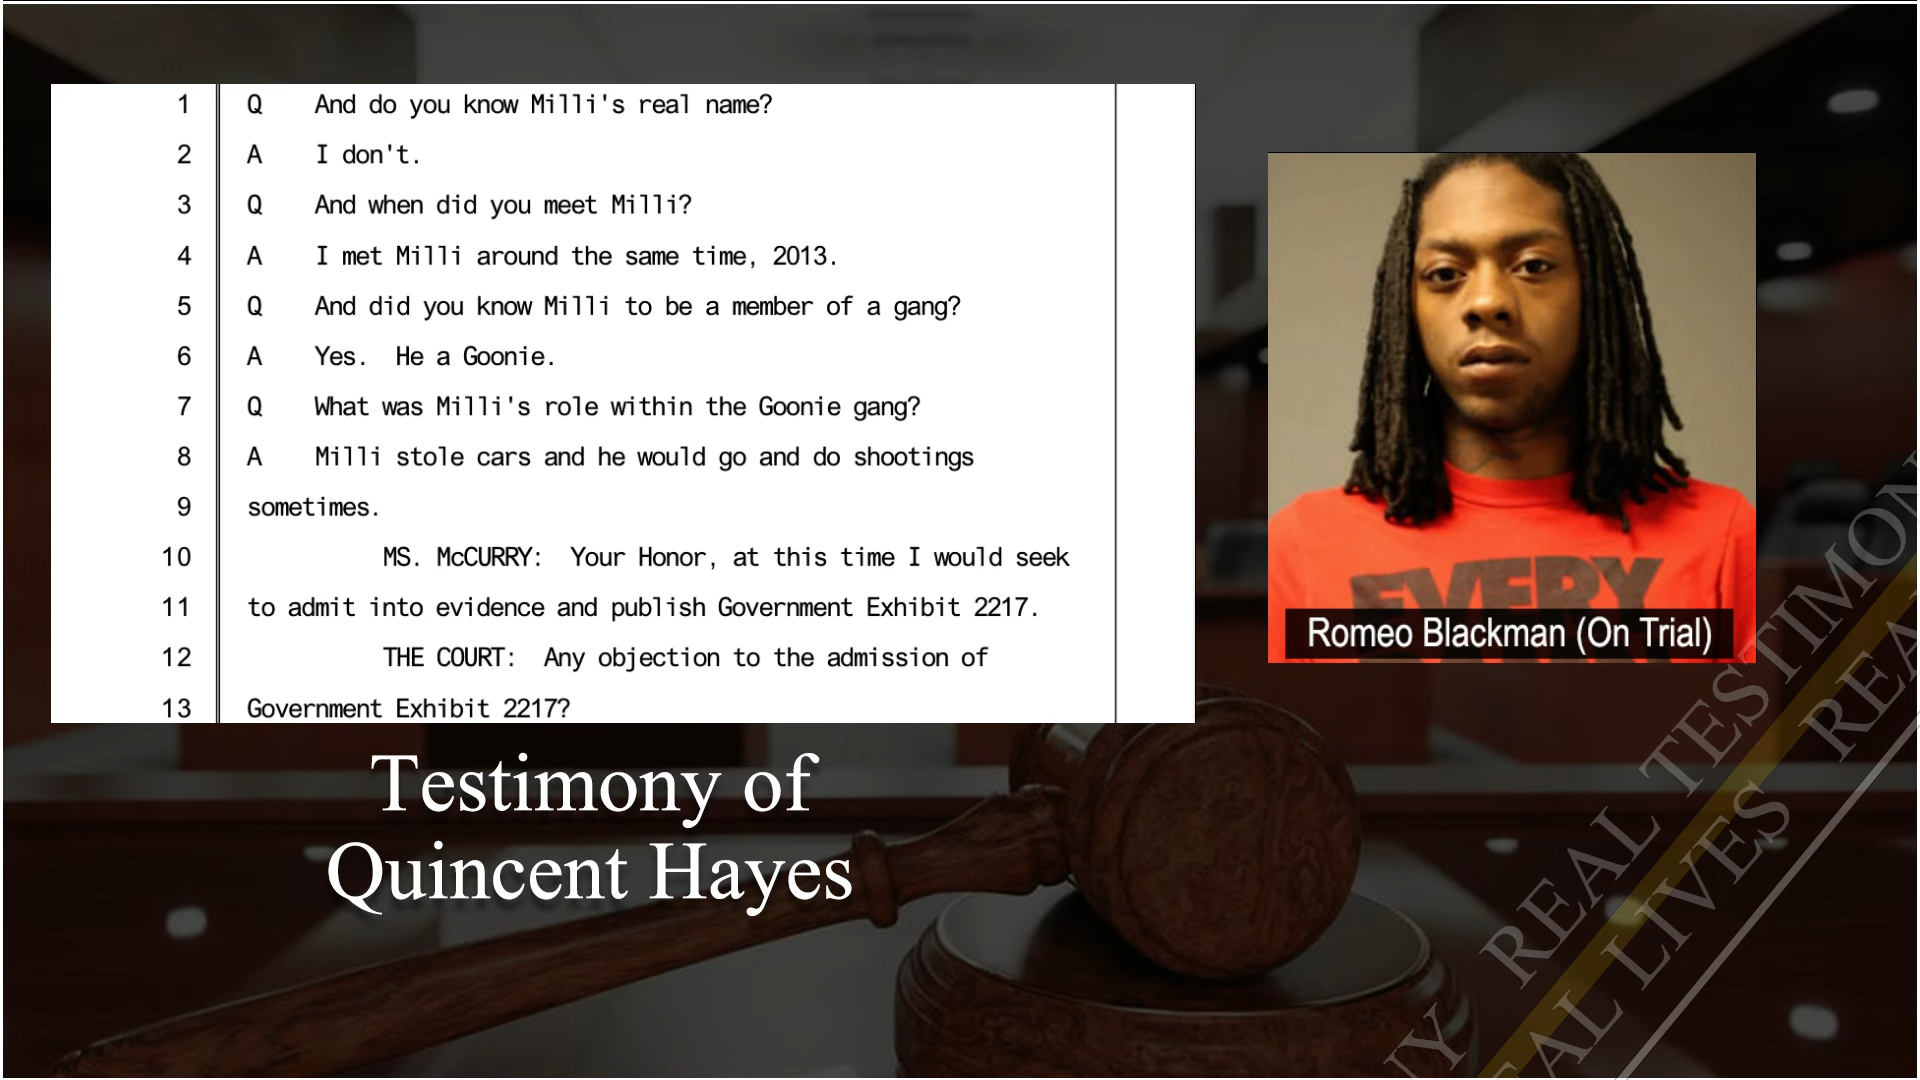 1 Q And do you know Milli's real name?
2 A I don't.
3 Q And when did you meet Milli?
4 A I met Milli around the same time, 2013.
5 Q And did you know Milli to be a member of a gang?
6 A Yes.  He a Goonie.
7 Q What was Milli's role within the Goonie gang?
8 A Milli stole cars and he would go and do shootings
9 sometimes.
10 MS. McCURRY:  Your Honor, at this time I would seek
11 to admit into evidence and publish Government Exhibit 2217.
12 THE COURT:  Any objection to the admission of
13 Government Exhibit 2217?
EVERY
Romeo Blackman (On Trial)
Testimony of
Quincent Hayes
REAL TESTIMON
LIVES